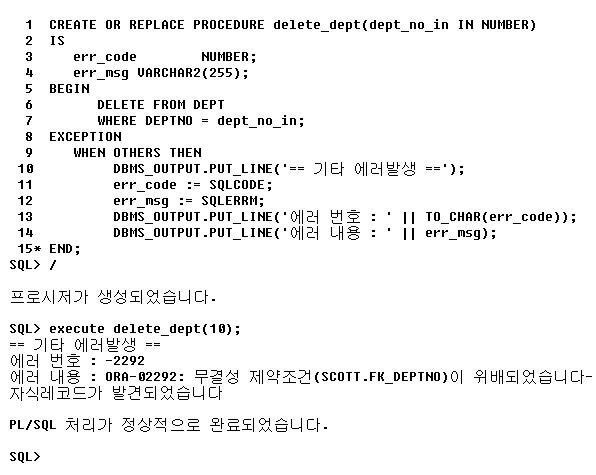 1 CREATE OR REPLACE PROCEDURE delete_dept(dept_no_in IN NUMBER)
2 IS
3 err_code NUMBER;
4 err_msg VARCHAR2(255);
5 BEGIN
6 DELETE FROM DEPT
7 WHERE DEPTNO = dept_no_in;
8 EXCEPTION
9 WHEN OTHERS THEN
10 DBMS_OUTPUT.PUT_LINE('== 기타 에러발생 ==');
11 err_code := SQLCODE;
12 err_msg := SQLERRM;
13 DBMS_OUTPUT.PUT_LINE('에러 번호 : ' || TO_CHAR(err_code));
14 DBMS_OUTPUT.PUT_LINE('에러 내용 : ' || err_msg);
15* END;
SQL> /
프로시저가 생성되었습니다.
SQL> execute delete_dept(10);
== 기타 에러발생 ==
에러 번호 : -2292
에러 내용 : ORA-02292: 무결성 제약조건(SCOTT.FK_DEPTNO)이 위배되었습니다-
자식레코드가 발견되었습니다
PL/SQL 처리가 정상적으로 완료되었습니다.
SQL>